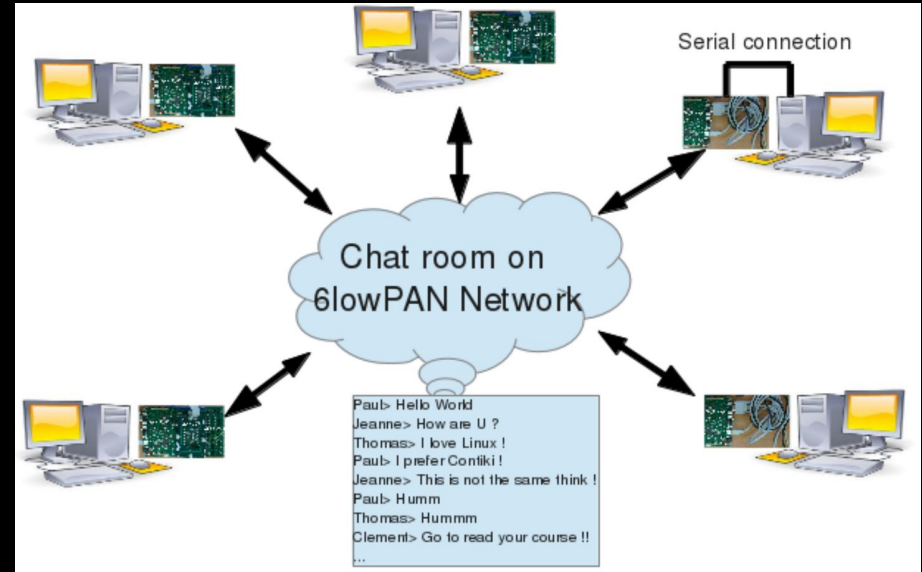 Serial connection
Chat room on
6lowPAN Network
Paul> Hello World
Jeanne> How are U ?
Thomas> I love Linux !
Paul> I prefer Contiki !
Jeanne> This is not the same think !
Paul> Humm
Thomas> Hummm
Clement> Go to read your course !!
...